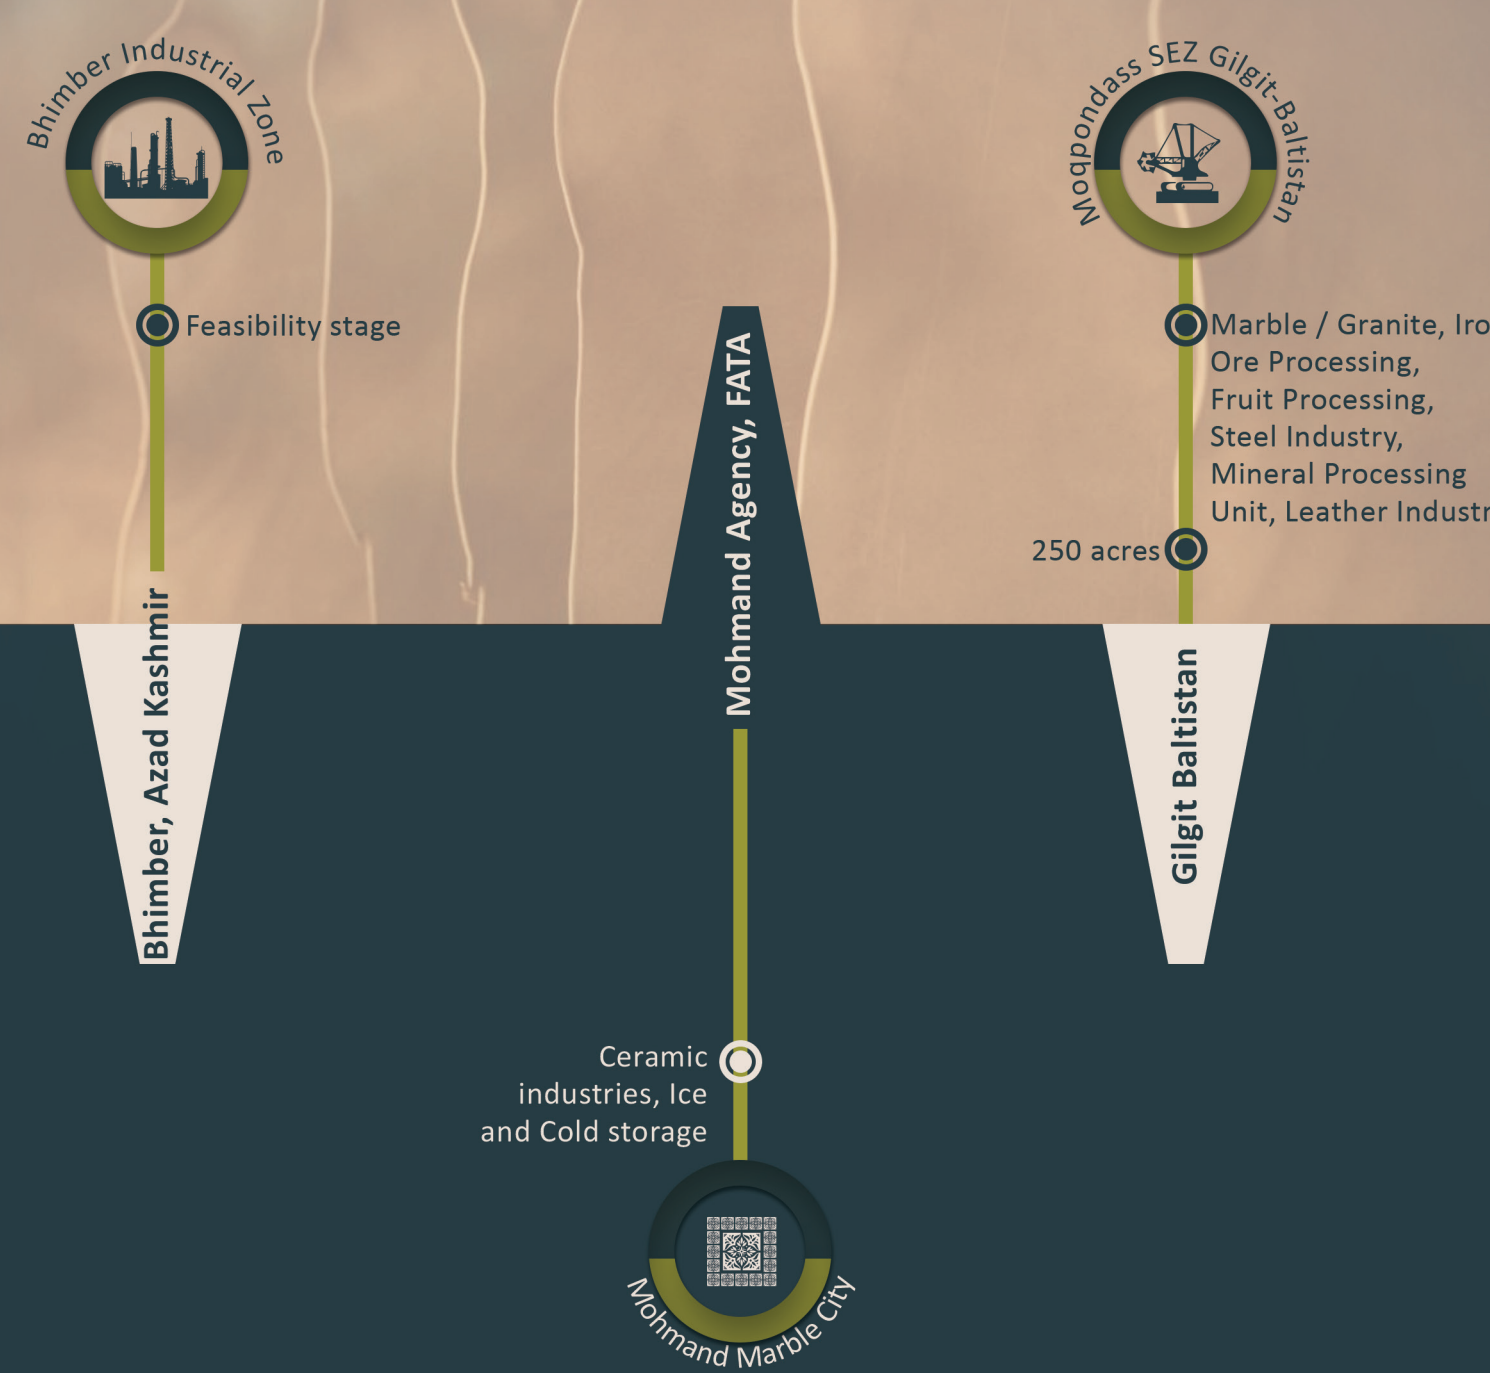 Bhimber Industrial Zone
Feasibility stage
Bhimber, Azad Kashmir
Mohmand Agency, FATA
Ceramic
industries, Ice
and Cold storage
Mohmand Marble City
Moqpondass SEZ Gilgit-Baltistan
Marble / Granite, Iro
Ore Processing,
Fruit Processing,
Steel Industry,
Mineral Processing
Unit, Leather Industr
250 acres
Gilgit Baltistan